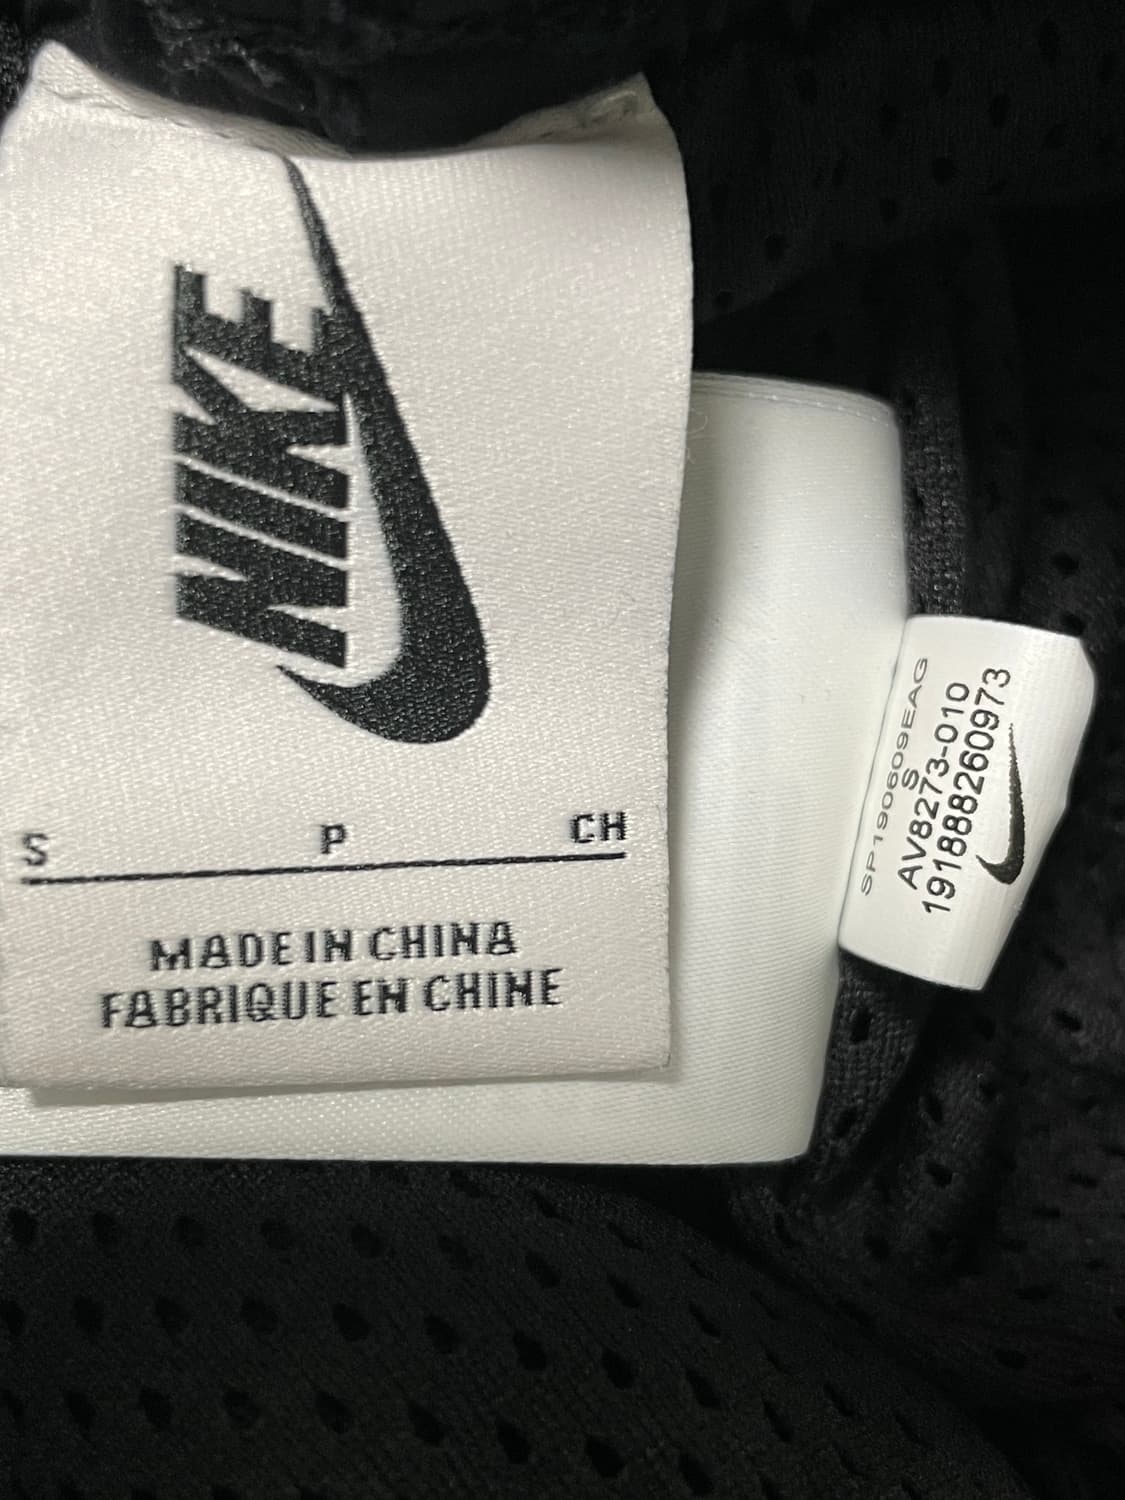 NIKE
S P CH
MADE IN CHINA
FABRIQUE EN CHINE
SP190609EAG
S
AV8273-010
191888260973